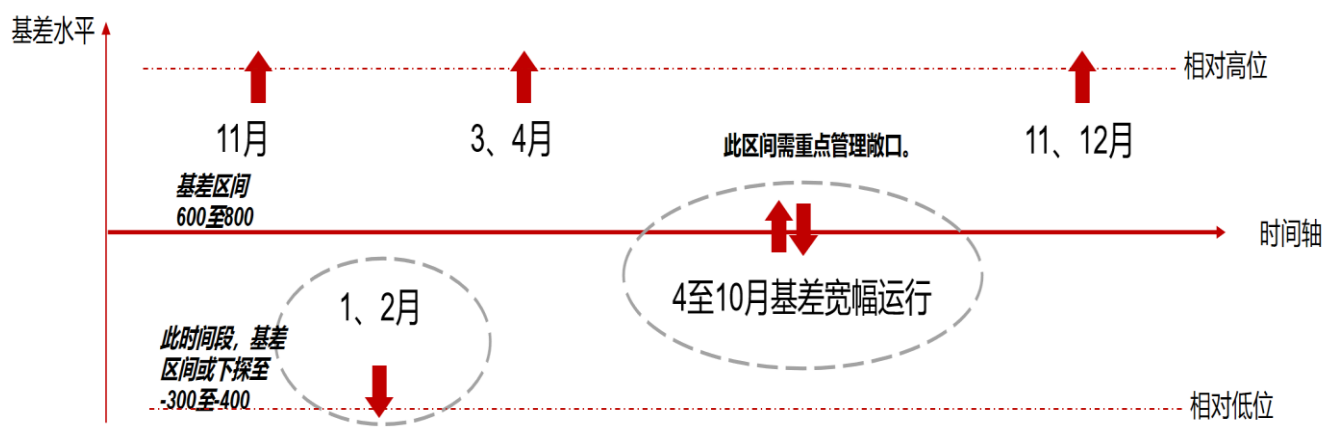 基差水平
相对高位
11月
3、4月
此区间需重点管理敞口。
11、12月
基差区间
600至800
时间轴
1、2月
4至10月基差宽幅运行
此时间段，基差
区间或下探至
-300至-400
相对低位